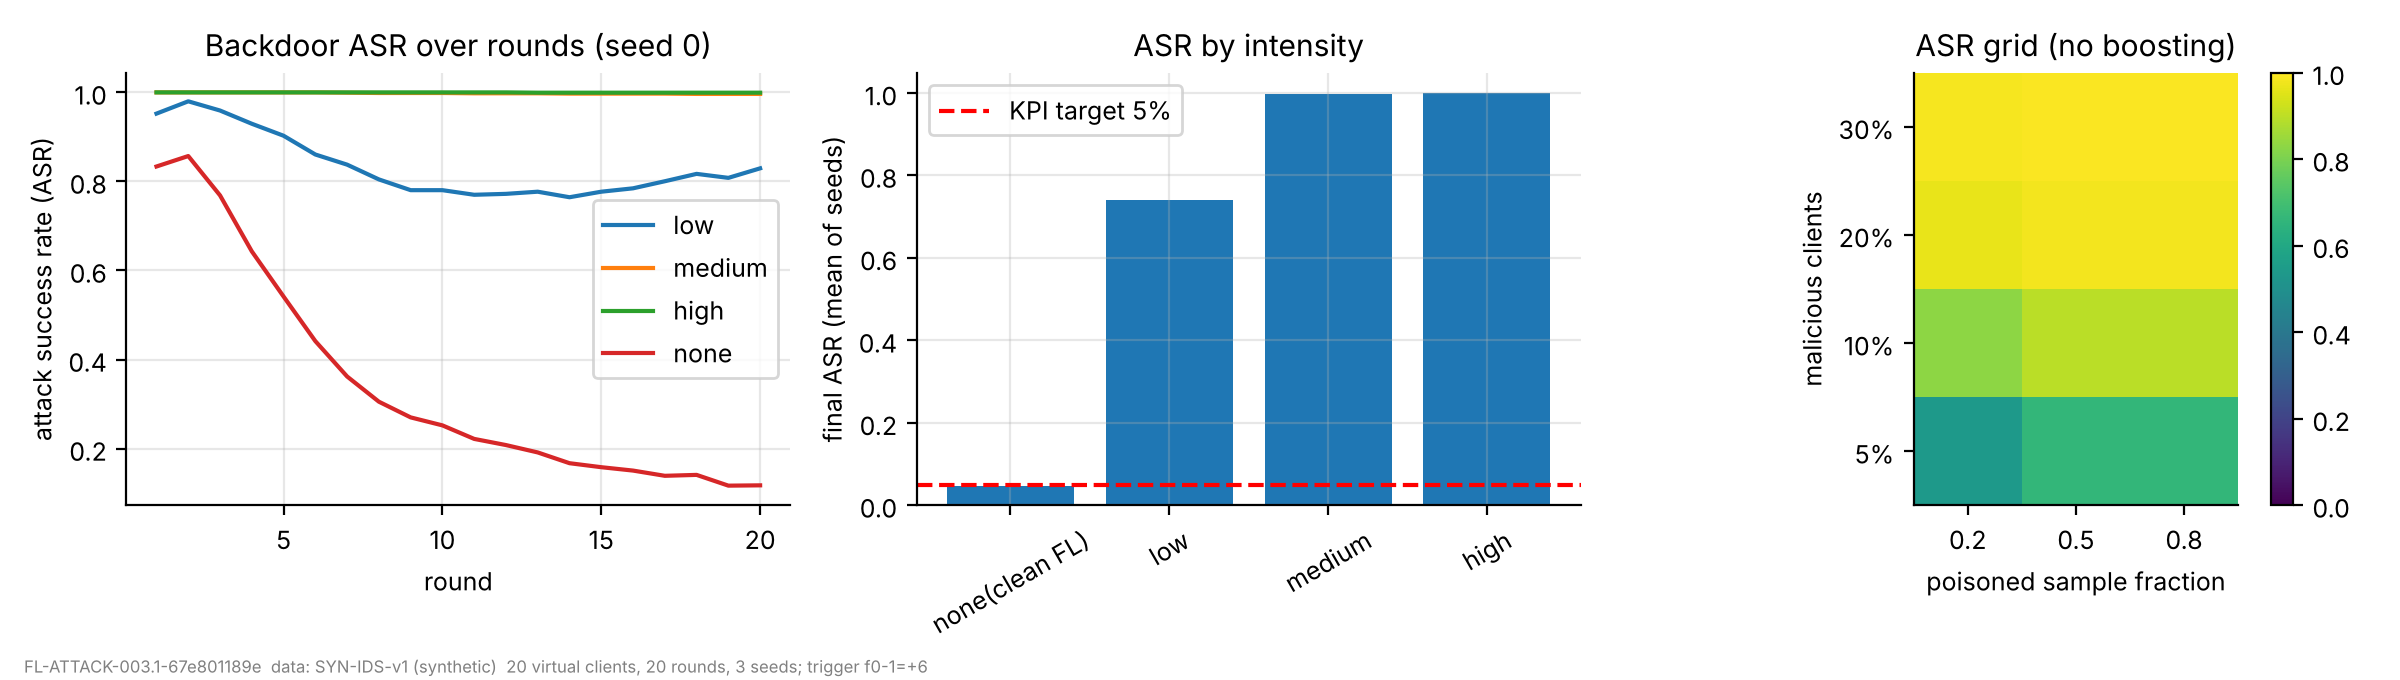 Backdoor ASR over rounds (seed 0)
attack success rate (ASR)
1.0
0.8
0.6
0.4
0.2
low
medium
high
none
5
10
15
20
round
ASR by intensity
final ASR (mean of seeds)
1.0
0.8
0.6
0.4
0.2
0.0
KPI target 5%
none(clean FL)
low
medium
high
ASR grid (no boosting)
malicious clients
30%
20%
10%
5%
0.2
0.5
0.8
poisoned sample fraction
1.0
0.8
0.6
0.4
0.2
0.0
FL-ATTACK-003.1-67e801189e  data: SYN-IDS-v1 (synthetic)  20 virtual clients, 20 rounds, 3 seeds; trigger f0-1=+6